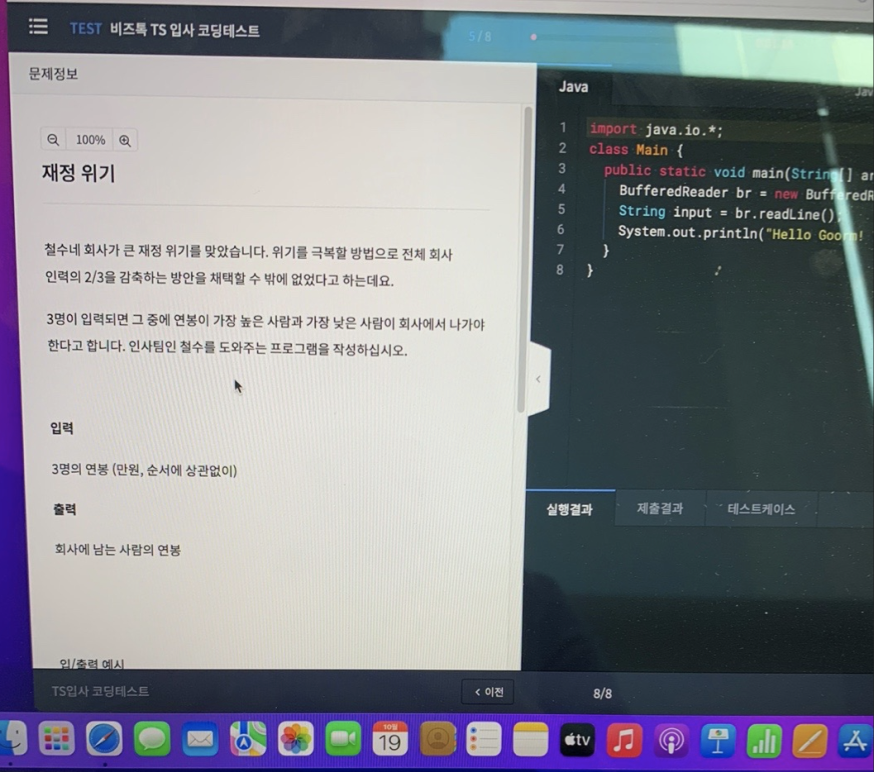 TEST 비즈톡 TS 입사 코딩테스트
5/8
문제정보
100%
재정 위기
철수네 회사가 큰 재정 위기를 맞았습니다. 위기를 극복할 방법으로 전체 회사
인력의 2/3을 감축하는 방안을 채택할 수 밖에 없었다고 하는데요.
3명이 입력되면 그 중에 연봉이 가장 높은 사람과 가장 낮은 사람이 회사에서 나가야
한다고 합니다. 인사팀인 철수를 도와주는 프로그램을 작성하십시오.
입력
3명의 연봉 (만원, 순서에 상관없이)
출력
회사에 남는 사람의 연봉
입/출력 예시
Java
Jav
1 import java.io.*;
2 class Main {
3 public static void main(String[] ar
4 BufferedReader br = new BufferedR
5 String input = br.readLine();
6 System.out.println("Hello Goorm!
7 }
8 }
실행결과
제출결과
테스트케이스
TS입사 코딩테스트
< 이전
8/8
10월
19
tv